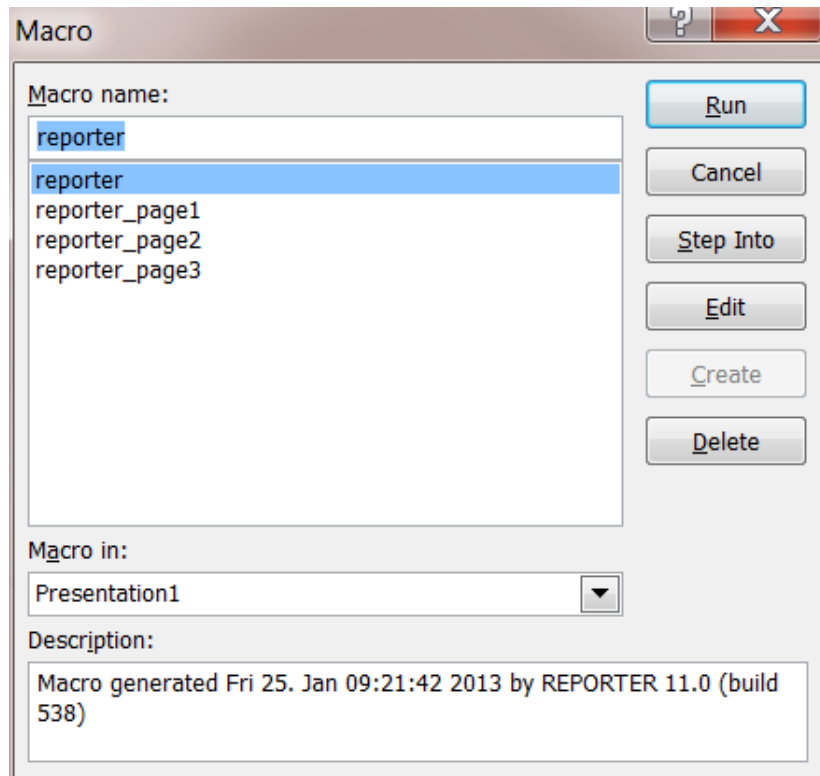 Macro
Macro name:
Run
reporter
reporter
Cancel
reporter_page1
reporter_page2
Step Into
reporter_page3
Edit
Create
Delete
Macro in:
Presentation1
Description:
Macro generated Fri 25. Jan 09:21:42 2013 by REPORTER 11.0 (build
538)